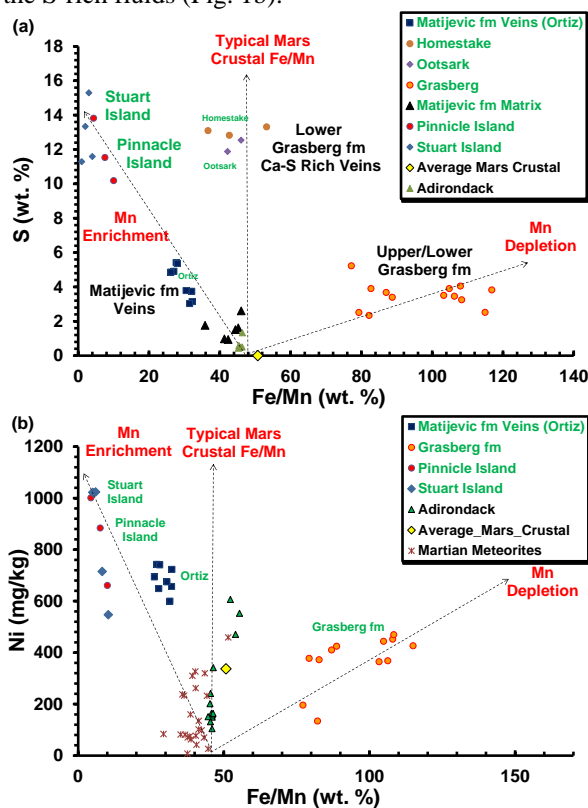 the S-rich fluids (Fig. 1b).
(a)
Typical Mars
Crustal Fe/Mn
Matijevic fm Veins (Ortiz)
Homestake
Ootsark
Grasberg
Matijevic fm Matrix
Pinnicle Island
Stuart Island
Average Mars Crustal
Adirondack
Stuart
Island
Pinnacle
Island
Homestake
Ootsark
Lower
Grasberg fm
Ca-S Rich Veins
Mn
Enrichment
Mn
Depletion
Upper/Lower
Grasberg fm
Ortiz
Matijevic fm
Veins
S (wt. %)
18
16
14
12
10
8
6
4
2
0
0 20 40 60 80 100 120 140
Fe/Mn (wt. %)
(b)
Mn
Enrichment
Typical Mars
Crustal Fe/Mn
Matijevic fm Veins (Ortiz)
Grasberg fm
Pinnicle Island
Stuart Island
Adirondack
Average_Mars_Crustal
Martian Meteorites
Stuart
Island
Pinnacle
Island
Ortiz
Mn
Depletion
Grasberg fm
Ni (mg/kg)
1200
1000
800
600
400
200
0
0 50 100 150
Fe/Mn (wt. %)